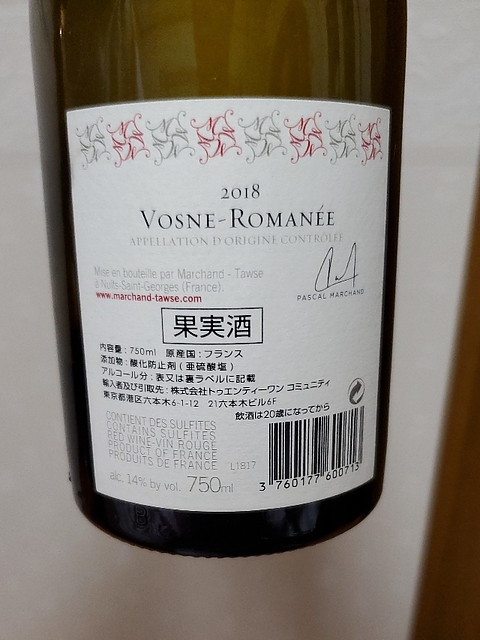 2018
VOSNE-ROMANÉE
APPELLATION D'ORIGINE CONTRÔLÉE
Mise en bouteille par Marchand - Tawse
à Nuits-Saint-Georges (France).
www.marchand-tawse.com
PASCAL MARCHAND
果実酒
内容量:750ml 原産国:フランス
添加物:酸化防止剤(亜硫酸塩)
アルコール分:表又は裏ラベルに記載
輸入者及び引取先:株式会社トゥエンティーワン コミュニティ
東京都港区六本木6-1-12 21六本木ビル6F
飲酒は20歳になってから
CONTIENT DES SULFITES
CONTAINS SULFITES
RED WINE-VIN ROUGE
PRODUCT OF FRANCE
PRODUITS DE FRANCE L1817
alc. 14% by vol. 750ml
3 760177 600713